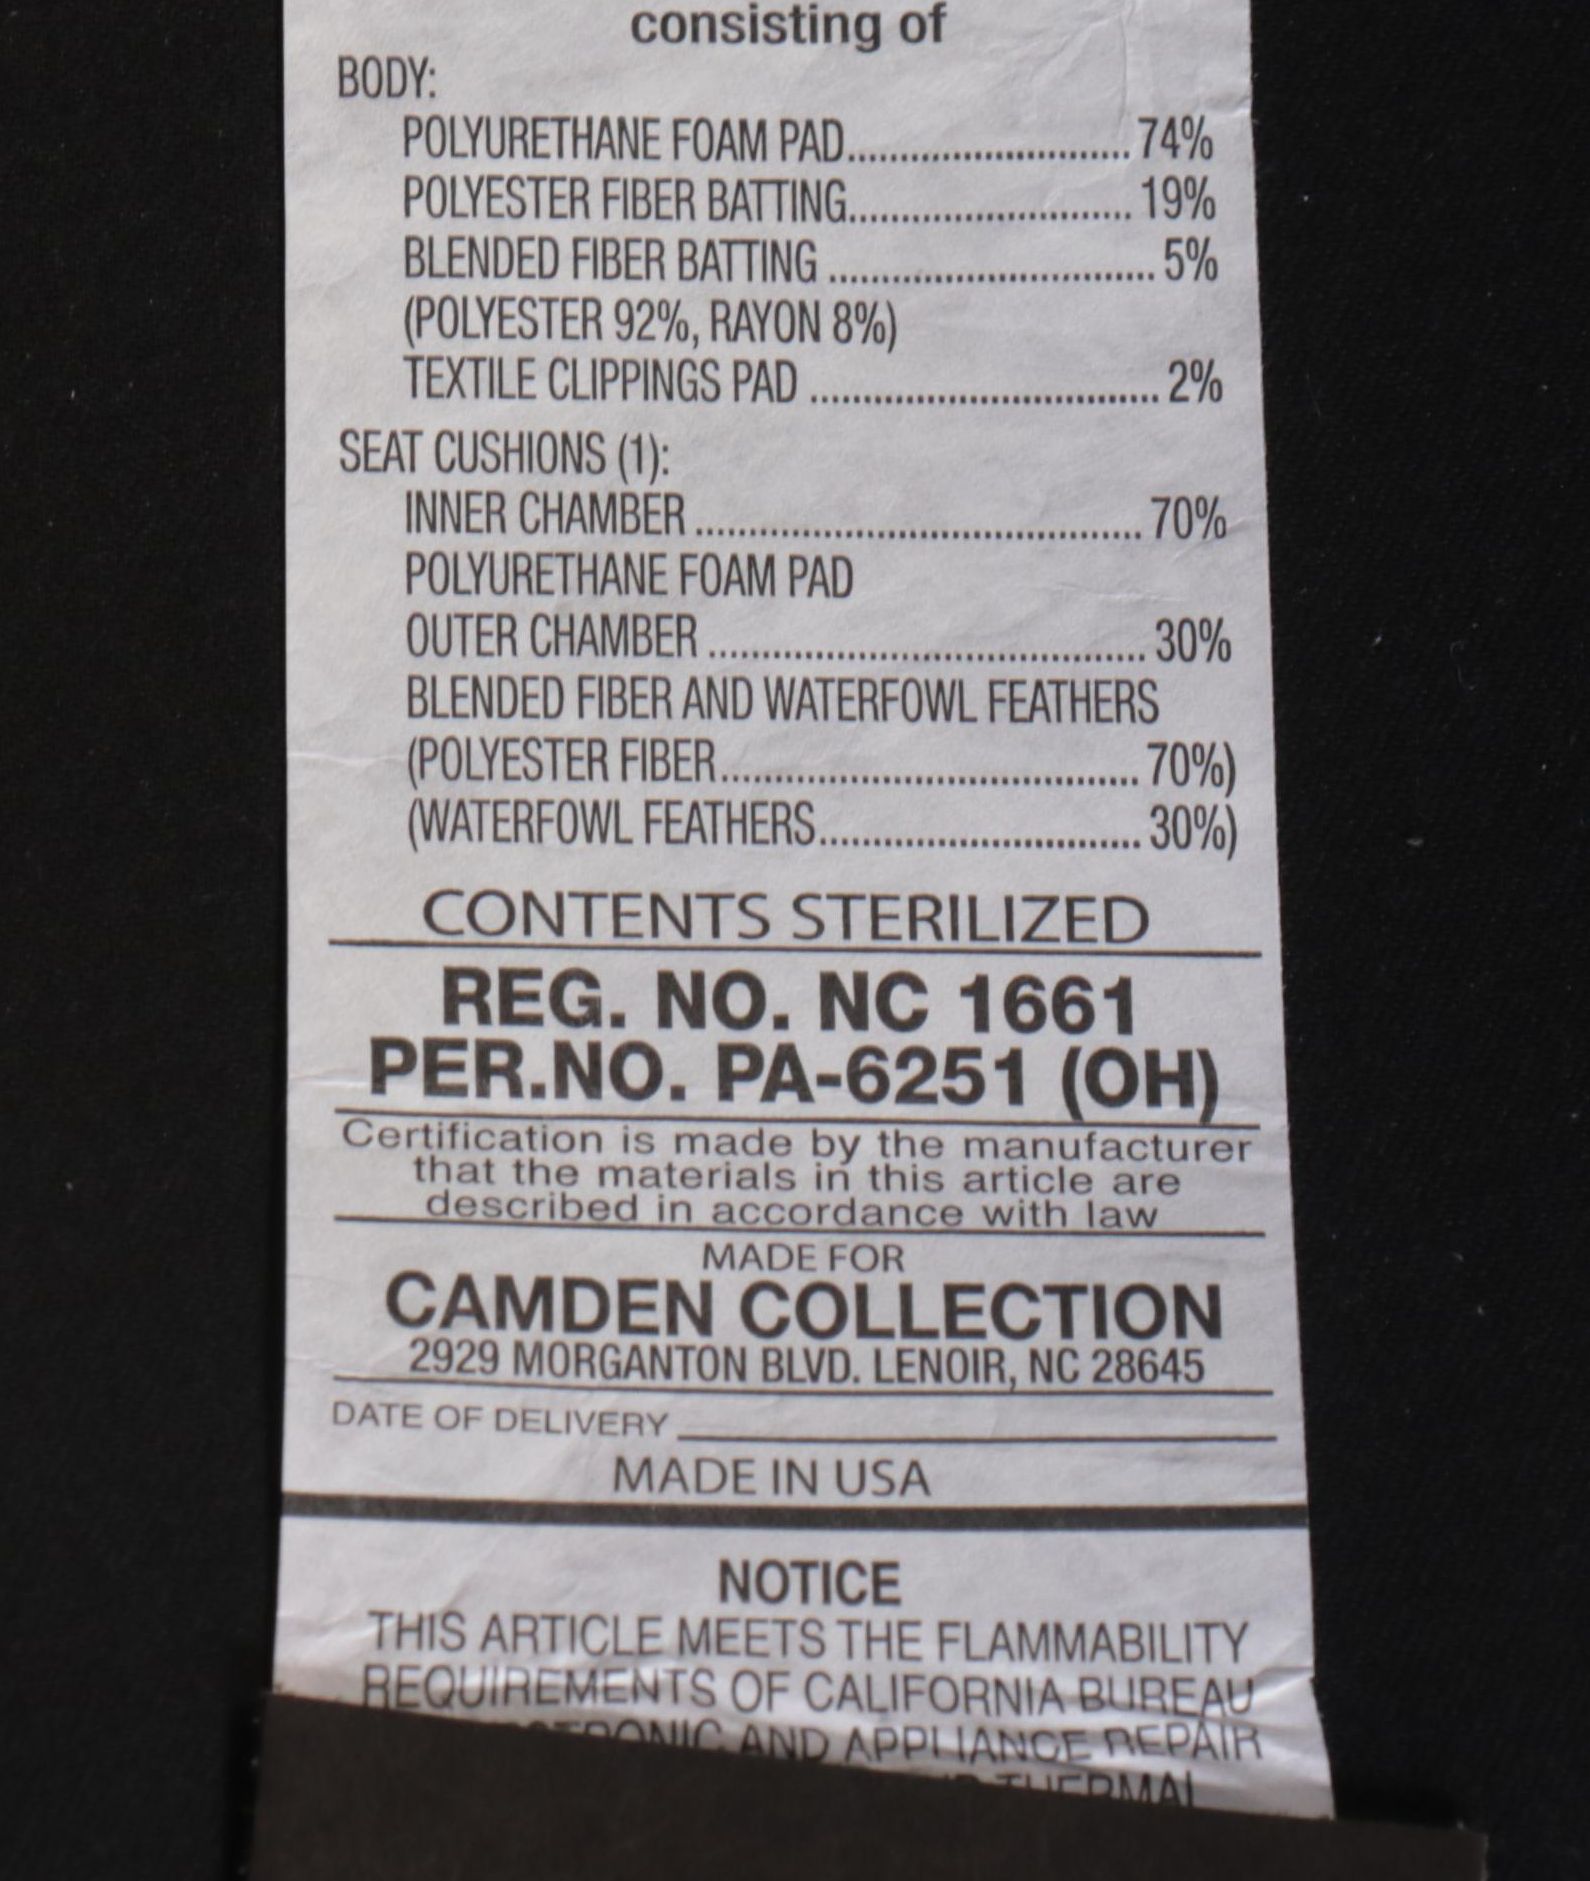 consisting of
BODY:
POLYURETHANE FOAM PAD............................ 74%
POLYESTER FIBER BATTING............................ 19%
BLENDED FIBER BATTING ................................ 5%
(POLYESTER 92%, RAYON 8%)
TEXTILE CLIPPINGS PAD .................................. 2%
SEAT CUSHIONS (1):
INNER CHAMBER ........................................... 70%
POLYURETHANE FOAM PAD
OUTER CHAMBER .......................................... 30%
BLENDED FIBER AND WATERFOWL FEATHERS
(POLYESTER FIBER......................................... 70%)
(WATERFOWL FEATHERS............................... 30%)
CONTENTS STERILIZED
REG. NO. NC 1661
PER.NO. PA-6251 (OH)
Certification is made by the manufacturer
that the materials in this article are
described in accordance with law
MADE FOR
CAMDEN COLLECTION
2929 MORGANTON BLVD. LENOIR, NC 28645
DATE OF DELIVERY
MADE IN USA
NOTICE
THIS ARTICLE MEETS THE FLAMMABILITY
REQUIREMENTS OF CALIFORNIA BUREAU
AND APPLIANCE REPAIR
THERMAL